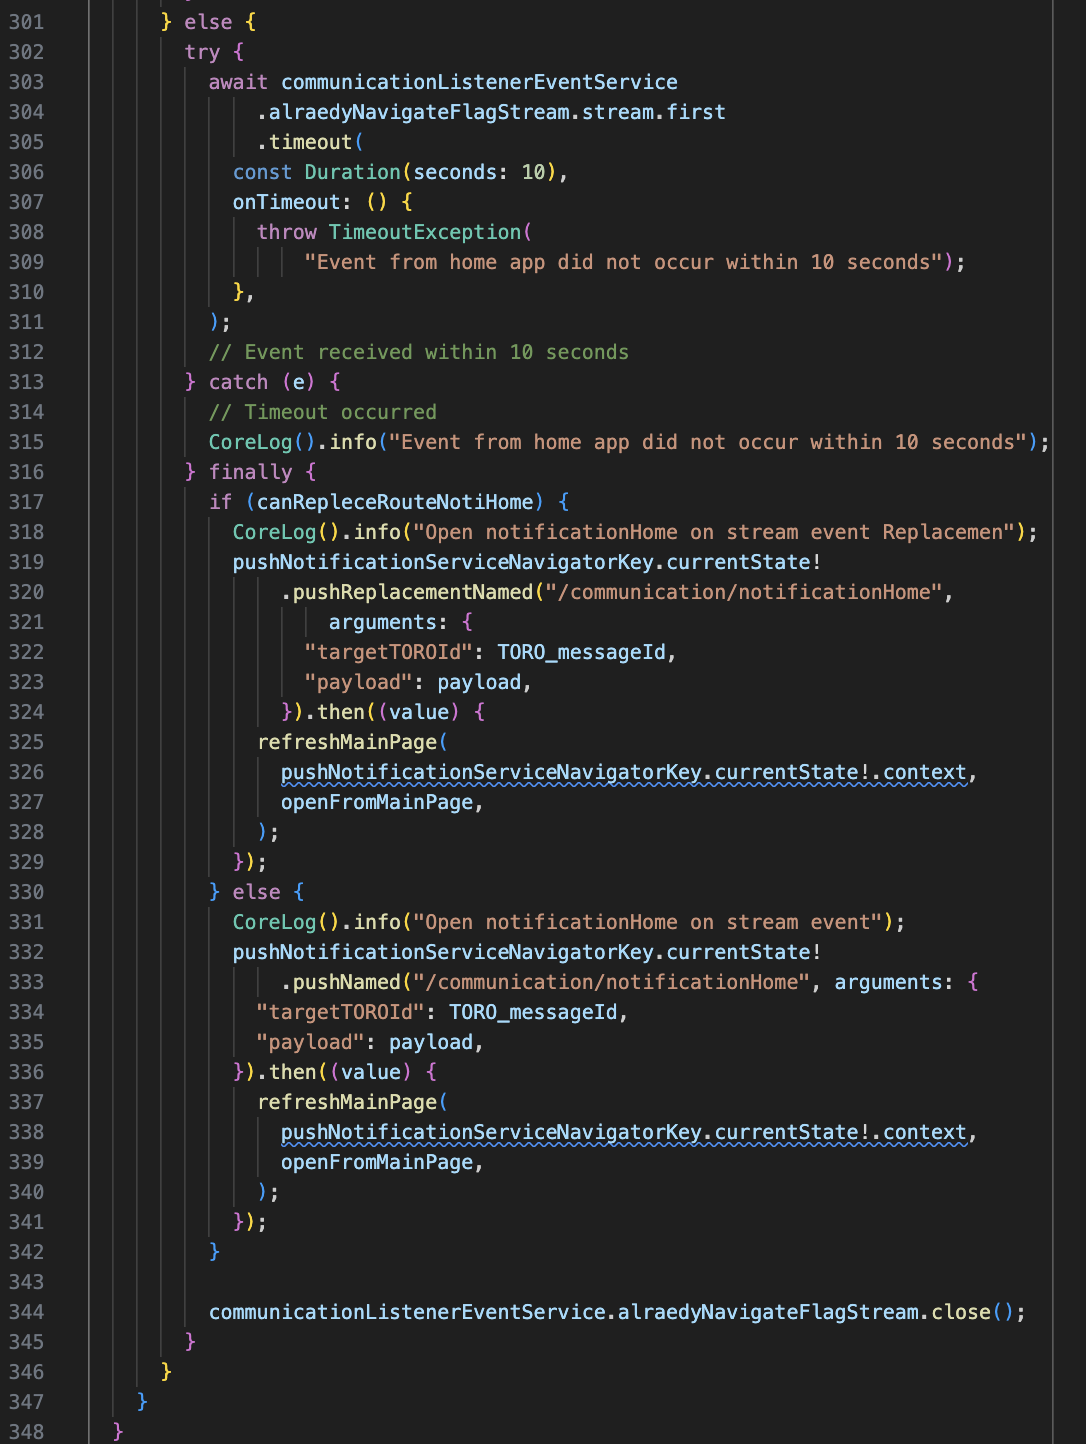 301 } else {
302 try {
303 await communicationListenerEventService
304 .alraedyNavigateFlagStream.stream.first
305 .timeout(
306 const Duration(seconds: 10),
307 onTimeout: () {
308 throw TimeoutException(
309 "Event from home app did not occur within 10 seconds");
310 },
311 );
312 // Event received within 10 seconds
313 } catch (e) {
314 // Timeout occurred
315 CoreLog().info("Event from home app did not occur within 10 seconds");
316 } finally {
317 if (canRepleceRouteNotiHome) {
318 CoreLog().info("Open notificationHome on stream event Replacemen");
319 pushNotificationServiceNavigatorKey.currentState!
320 .pushReplacementNamed("/communication/notificationHome",
321 arguments: {
322 "targetTOROId": TORO_messageId,
323 "payload": payload,
324 }).then((value) {
325 refreshMainPage(
326 pushNotificationServiceNavigatorKey.currentState!.context,
327 openFromMainPage,
328 );
329 });
330 } else {
331 CoreLog().info("Open notificationHome on stream event");
332 pushNotificationServiceNavigatorKey.currentState!
333 .pushNamed("/communication/notificationHome", arguments: {
334 "targetTOROId": TORO_messageId,
335 "payload": payload,
336 }).then((value) {
337 refreshMainPage(
338 pushNotificationServiceNavigatorKey.currentState!.context,
339 openFromMainPage,
340 );
341 });
342 }
343
344 communicationListenerEventService.alraedyNavigateFlagStream.close();
345 }
346 }
347 }
348 }